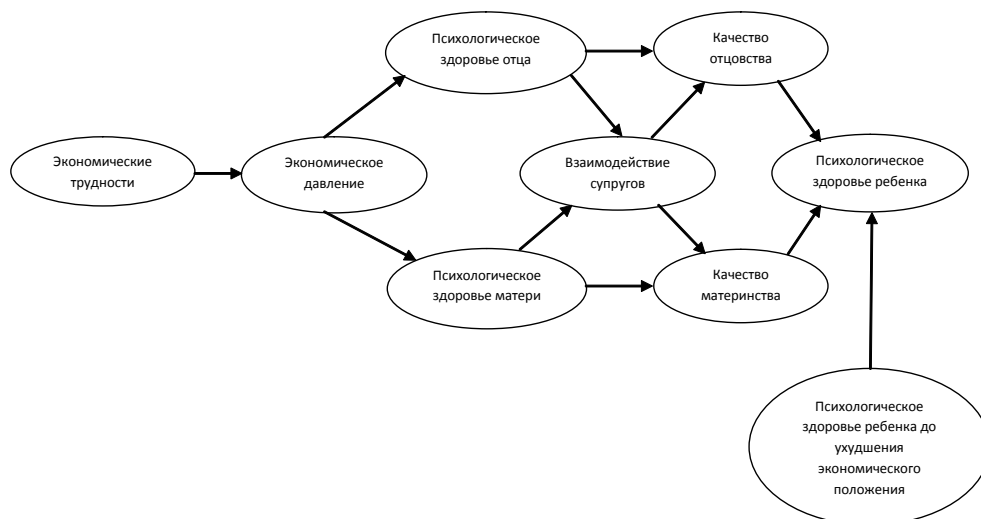 Психологическое
здоровье отца
Качество
отцовства
Экономические
трудности
Экономическое
давление
Взаимодействие
супругов
Психологическое
здоровье ребенка
Психологическое
здоровье матери
Качество
материнства
Психологическое
здоровье ребенка до
ухудшения
экономического
положения